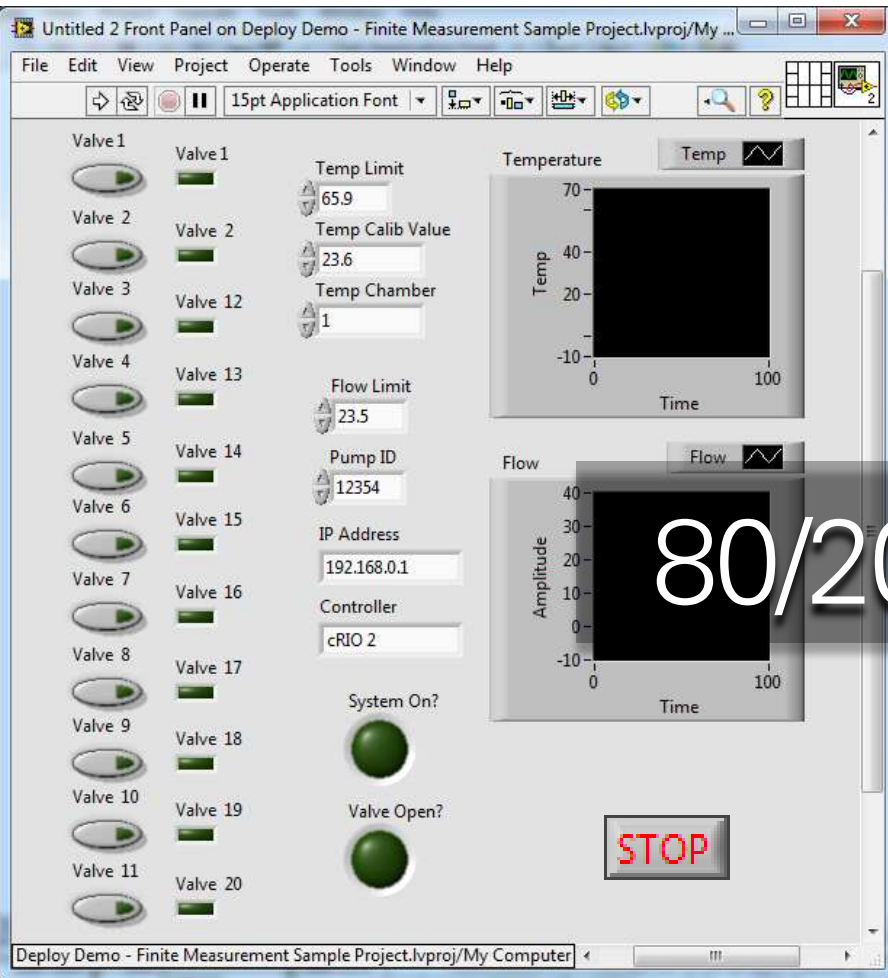 Untitled 2 Front Panel on Deploy Demo - Finite Measurement Sample Project.lvproj/My ...
File Edit View Project Operate Tools Window Help
15pt Application Font
2
Valve 1
Valve 1
Valve 2
Valve 2
Valve 3
Valve 12
Valve 4
Valve 13
Valve 5
Valve 14
Valve 6
Valve 15
Valve 7
Valve 16
Valve 8
Valve 17
Valve 9
Valve 18
Valve 10
Valve 19
Valve 11
Valve 20
Temp Limit
65.9
Temp Calib Value
23.6
Temp Chamber
1
Flow Limit
23.5
Pump ID
12354
IP Address
192.168.0.1
Controller
cRIO 2
System On?
Valve Open?
Temperature
Temp
Temp
70
40
20
-10
0 100
Time
Flow
Flow
Amplitude
40
30
20
10
0
-10
0 100
Time
80/20
STOP
Deploy Demo - Finite Measurement Sample Project.lvproj/My Computer